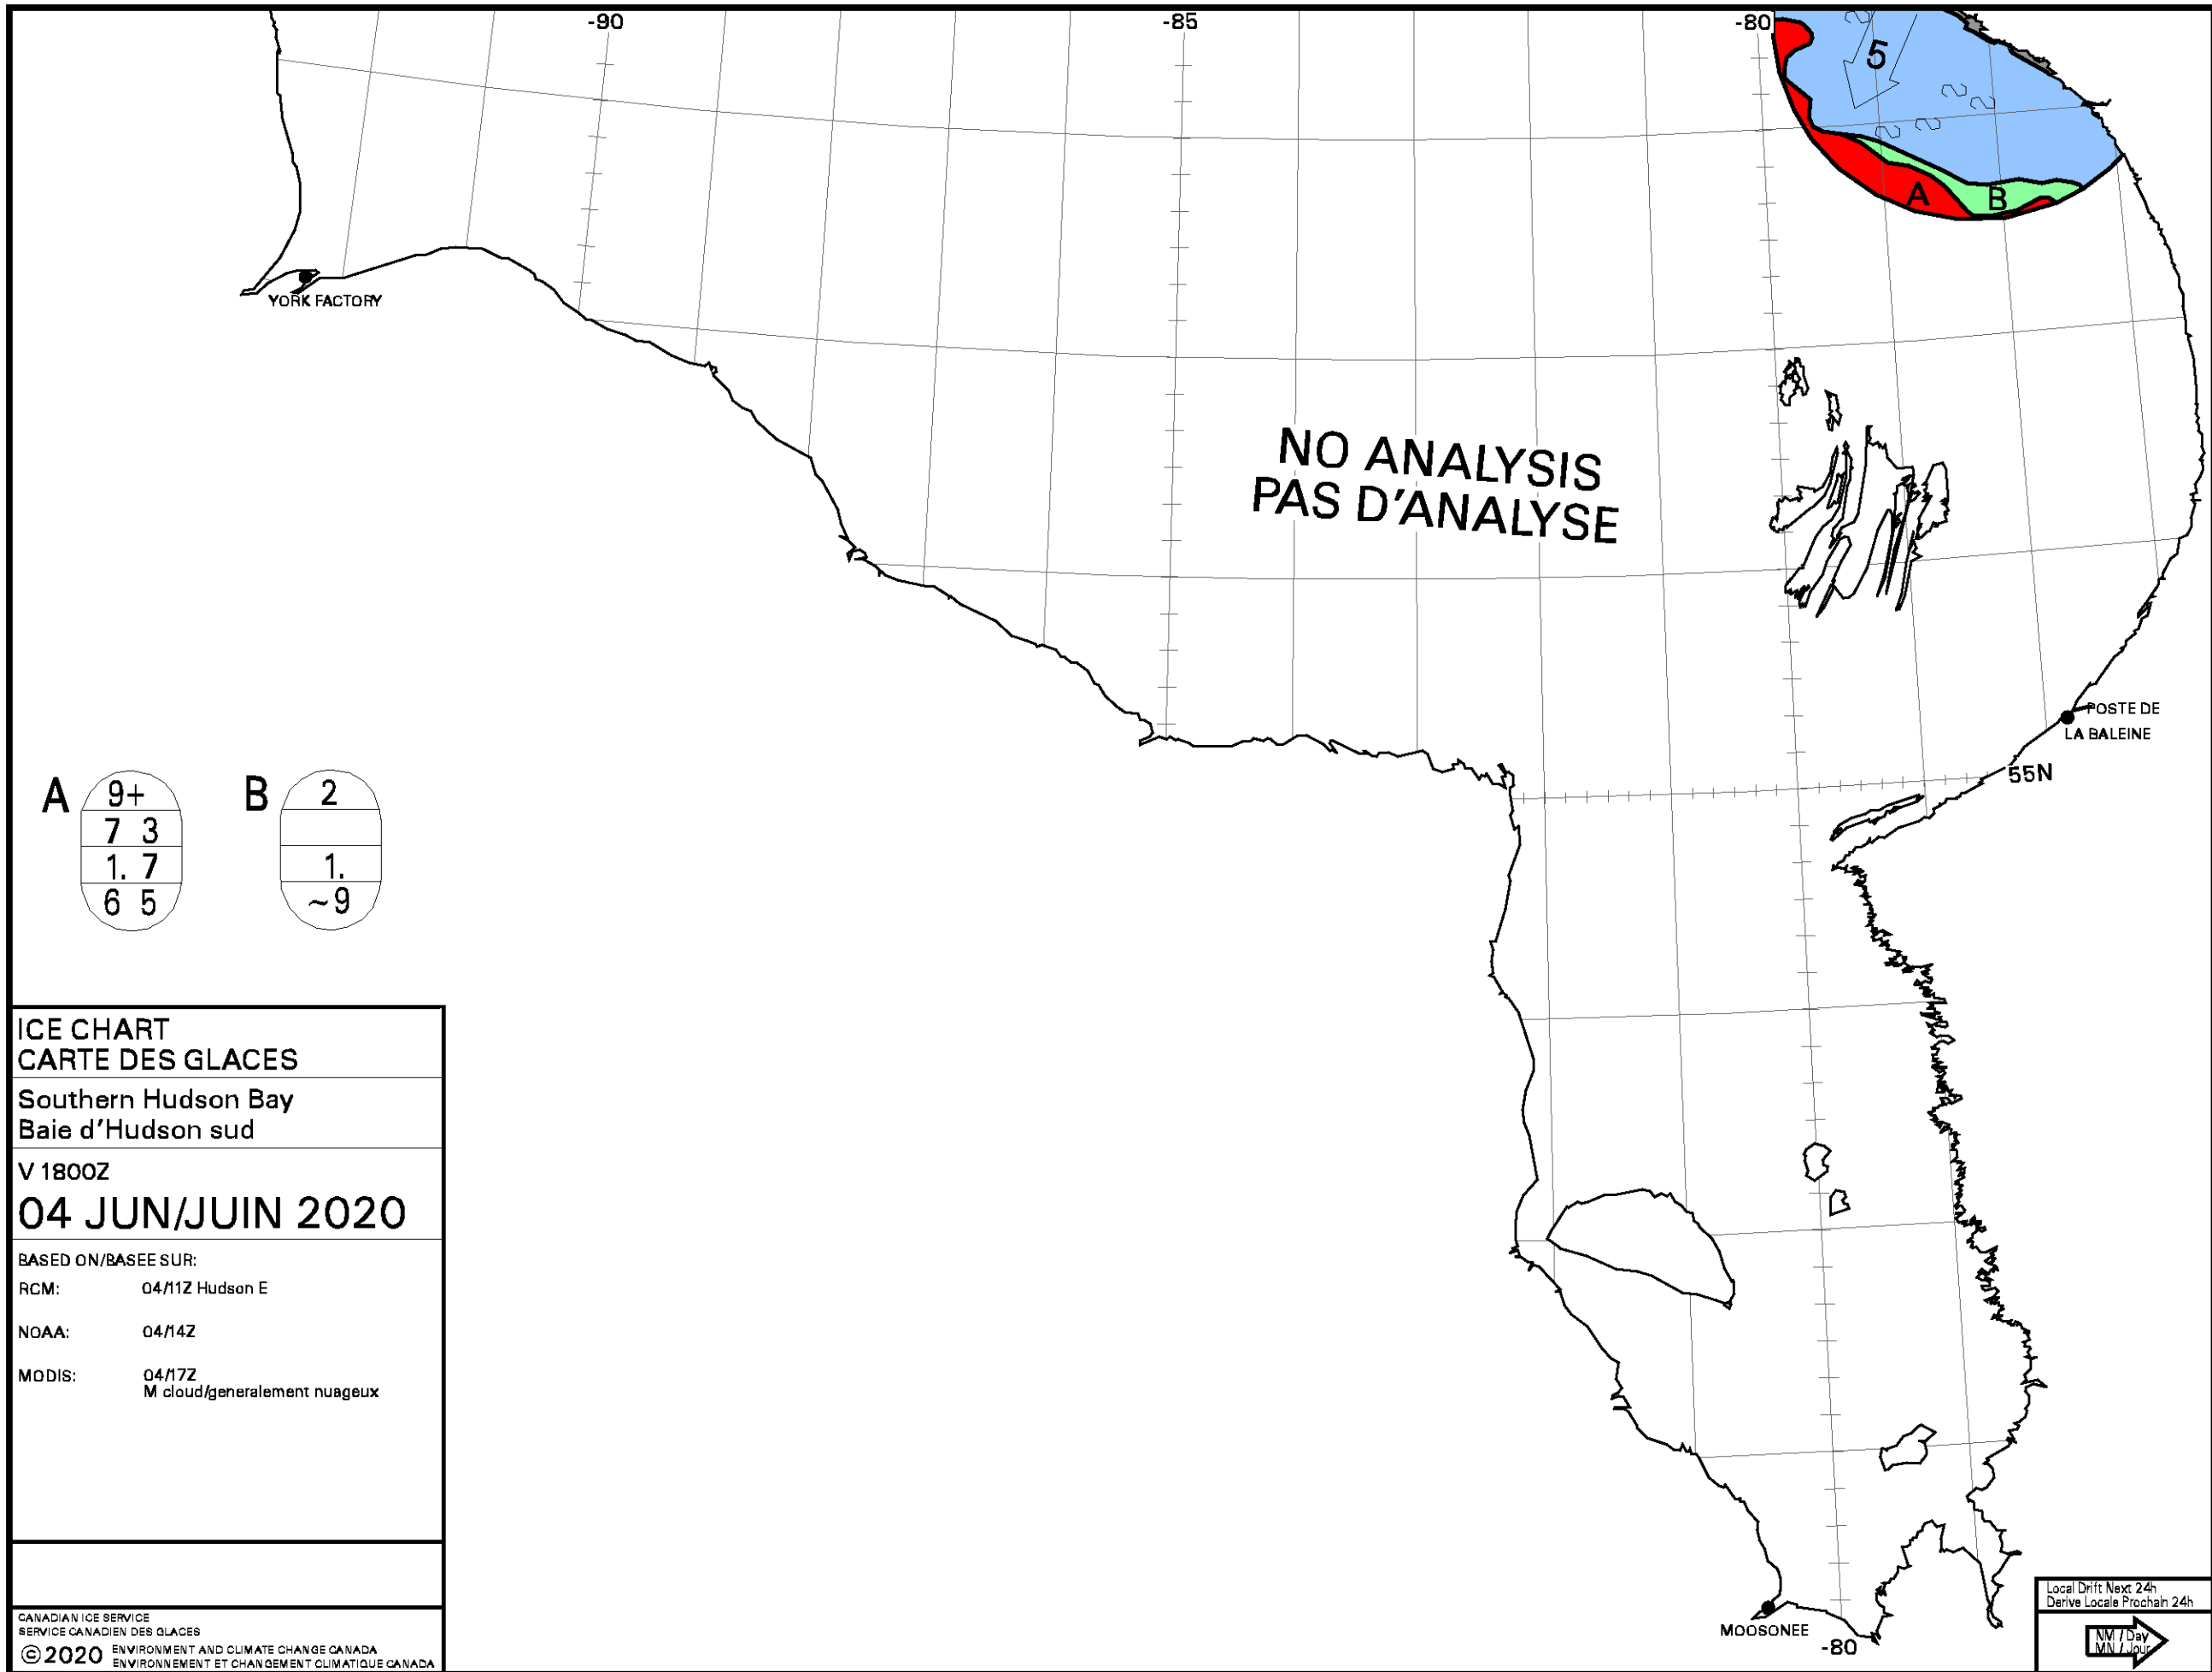 -90
-85
-80
5
A
B
YORK FACTORY
NO ANALYSIS
PAS D'ANALYSE
POSTE DE
LA BALEINE
55N
A
9+
7 3
1. 7
6 5
B
2
1.
~9
ICE CHART
CARTE DES GLACES
Southern Hudson Bay
Baie d'Hudson sud
V 1800Z
04 JUN/JUIN 2020
BASED ON/BASEE SUR:
RCM: 04/11Z Hudson E
NOAA: 04/14Z
MODIS: 04/17Z
M cloud/generalement nuageux
CANADIAN ICE SERVICE
SERVICE CANADIEN DES GLACES
©2020 ENVIRONMENT AND CLIMATE CHANGE CANADA
ENVIRONNEMENT ET CHANGEMENT CLIMATIQUE CANADA
MOOSONEE
-80
Local Drift Next 24h
Derive Locale Prochain 24h
NM / Day
MN / Jour